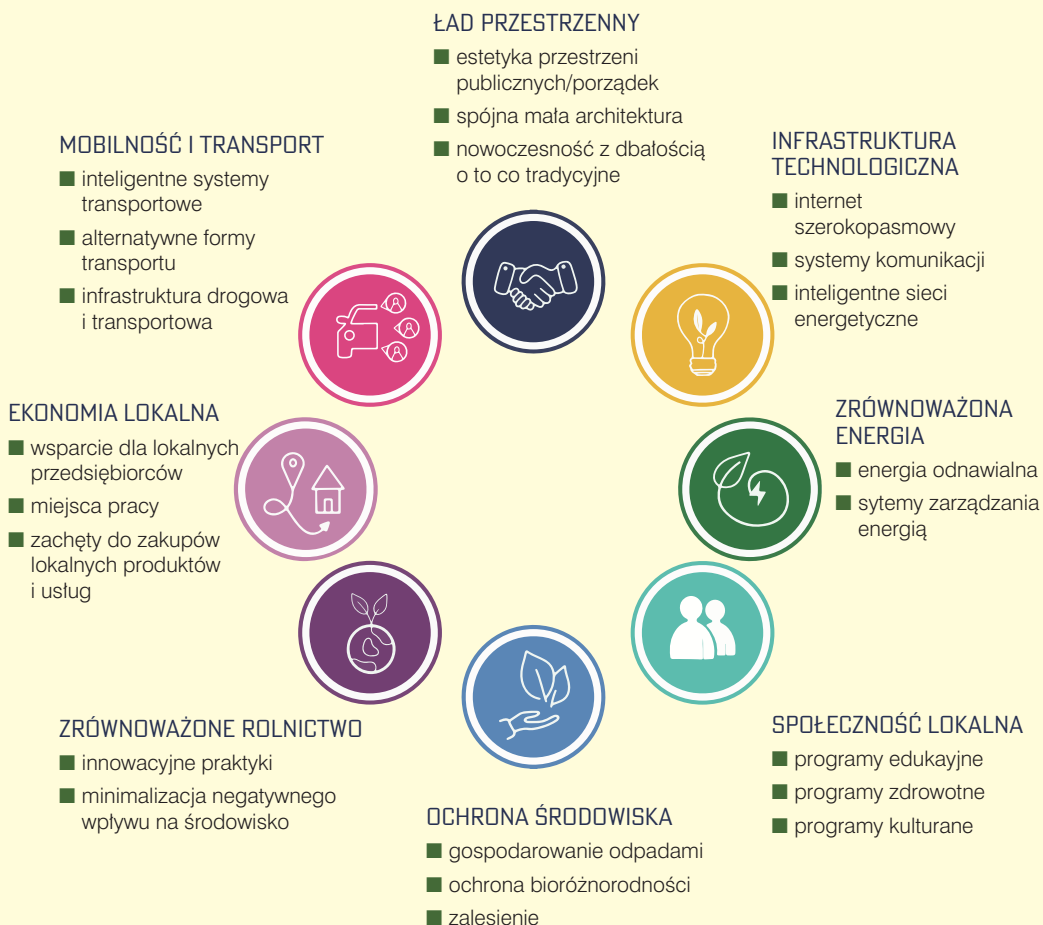 ŁAD PRZESTRZENNY
estetyka przestrzeni
publicznych/porządek
spójna mała architektura
nowoczesność z dbałością
o to co tradycyjne
INFRASTRUKTURA
TECHNOLOGICZNA
internet
szerokopasmowy
systemy komunikacji
inteligentne sieci
energetyczne
ZRÓWNOWAŻONA
ENERGIA
energia odnawialna
sytemy zarządzania
energią
SPOŁECZNOŚĆ LOKALNA
programy edukayjne
programy zdrowotne
programy kulturane
OCHRONA ŚRODOWISKA
gospodarowanie odpadami
ochrona bioróżnorodności
zalesienie
ZRÓWNOWAŻONE ROLNICTWO
innowacyjne praktyki
minimalizacja negatywnego
wpływu na środowisko
EKONOMIA LOKALNA
wsparcie dla lokalnych
przedsiębiorców
miejsca pracy
zachęty do zakupów
lokalnych produktów
i usług
MOBILNOŚĆ I TRANSPORT
inteligentne systemy
transportowe
alternatywne formy
transportu
infrastruktura drogowa
i transportowa